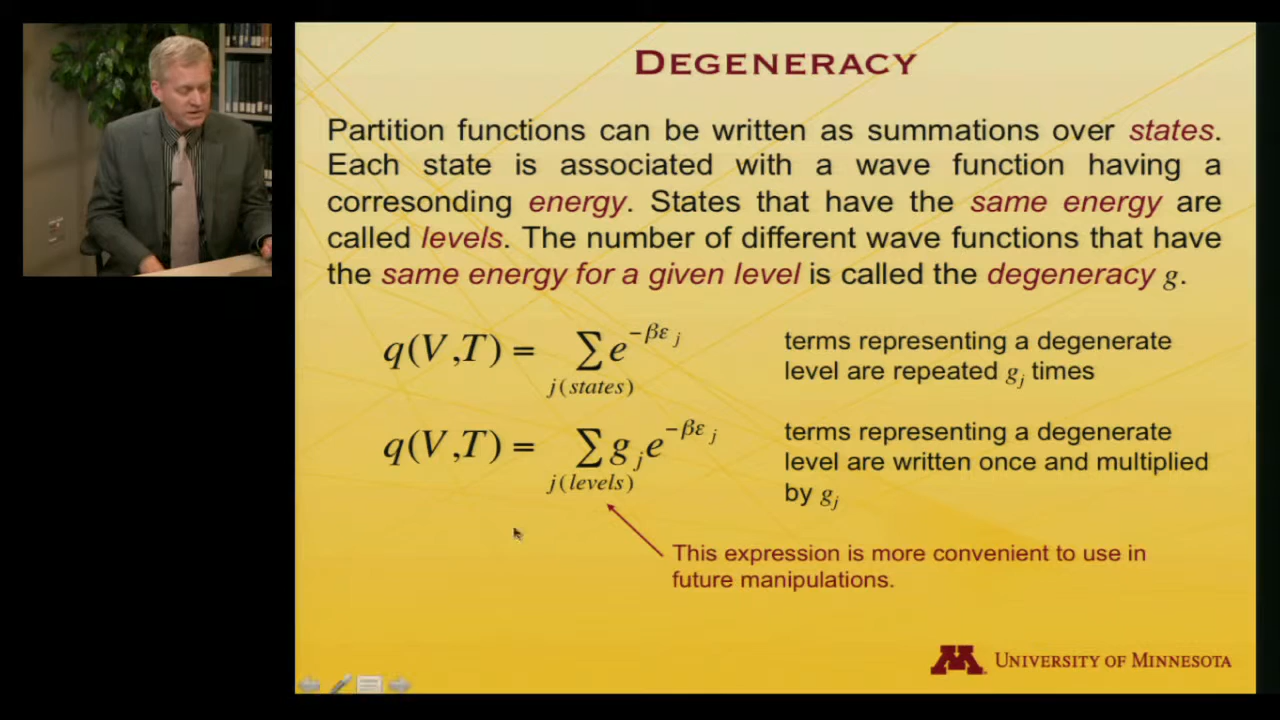 DEGENERACY
Partition functions can be written as summations over states.
Each state is associated with a wave function having a
corresonding energy. States that have the same energy are
called levels. The number of different wave functions that have
the same energy for a given level is called the degeneracy g.
q(V,T) = ∑ e^{-βε_j}
j(states)
terms representing a degenerate
level are repeated g_j times
q(V,T) = ∑ g_j e^{-βε_j}
j(levels)
terms representing a degenerate
level are written once and multiplied
by g_j
This expression is more convenient to use in
future manipulations.
M UNIVERSITY OF MINNESOTA